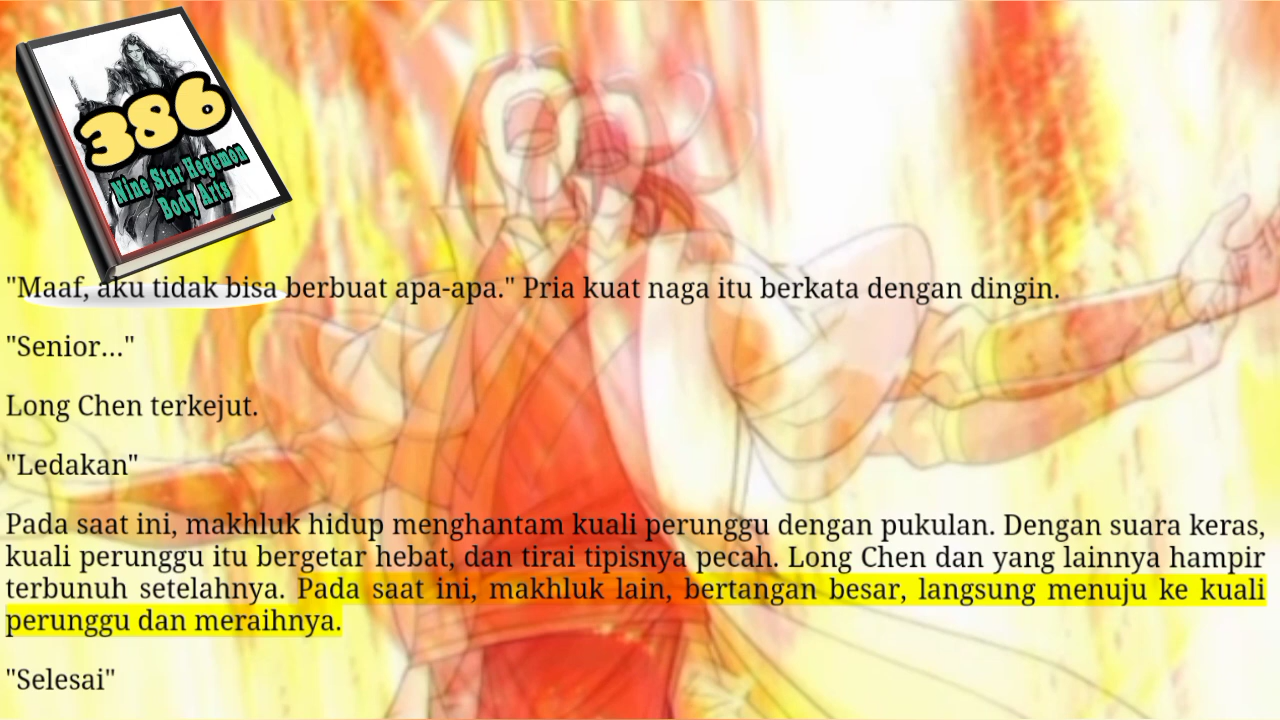 386
Nine Star Hegemon
Body Arts
"Maaf, aku tidak bisa berbuat apa-apa." Pria kuat naga itu berkata dengan dingin.
"Senior…"
Long Chen terkejut.
"Ledakan"
Pada saat ini, makhluk hidup menghantam kuali perunggu dengan pukulan. Dengan suara keras,
kuali perunggu itu bergetar hebat, dan tirai tipisnya pecah. Long Chen dan yang lainnya hampir
terbunuh setelahnya. Pada saat ini, makhluk lain, bertangan besar, langsung menuju ke kuali
perunggu dan meraihnya.
"Selesai"